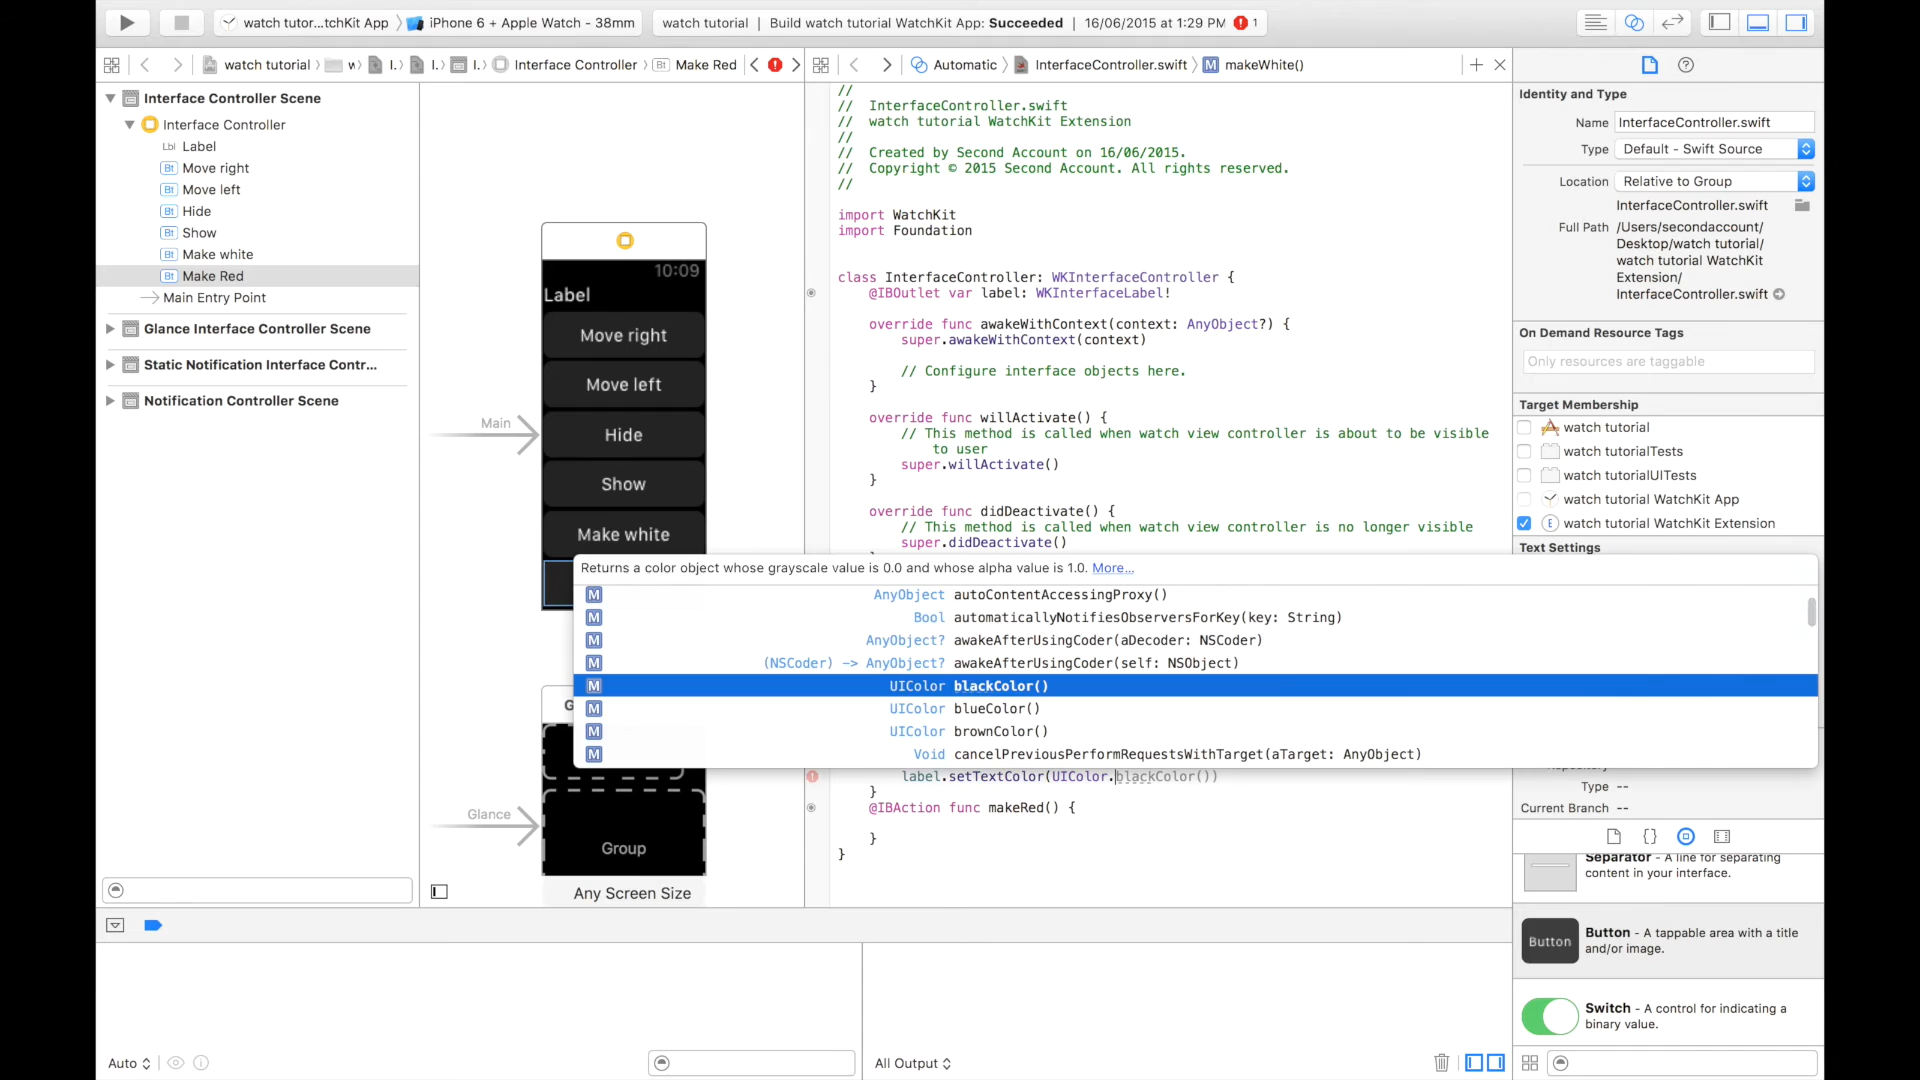 watch tutor...tchKit App
iPhone 6 + Apple Watch - 38mm
watch tutorial | Build watch tutorial WatchKit App: Succeeded | 16/06/2015 at 1:29 PM
1
watch tutorial
w
I.
I.
I.
Interface Controller
Bt
Make Red
Automatic
InterfaceController.swift
M
makeWhite()
Interface Controller Scene
Interface Controller
Lbl Label
Bt Move right
Bt Move left
Bt Hide
Bt Show
Bt Make white
Bt Make Red
Main Entry Point
Glance Interface Controller Scene
Static Notification Interface Contr...
Notification Controller Scene
10:09
Label
Move right
Move left
Hide
Show
Make white
Main
Glance
G
Group
Any Screen Size
//
// InterfaceController.swift
// watch tutorial WatchKit Extension
//
// Created by Second Account on 16/06/2015.
// Copyright © 2015 Second Account. All rights reserved.
//
import WatchKit
import Foundation
class InterfaceController: WKInterfaceController {
@IBOutlet var label: WKInterfaceLabel!
override func awakeWithContext(context: AnyObject?) {
super.awakeWithContext(context)
// Configure interface objects here.
}
override func willActivate() {
// This method is called when watch view controller is about to be visible
to user
super.willActivate()
}
override func didDeactivate() {
// This method is called when watch view controller is no longer visible
super.didDeactivate()
Returns a color object whose grayscale value is 0.0 and whose alpha value is 1.0. More...
M AnyObject autoContentAccessingProxy()
M Bool automaticallyNotifiesObserversForKey(key: String)
M AnyObject? awakeAfterUsingCoder(aDecoder: NSCoder)
M (NSCoder) -> AnyObject? awakeAfterUsingCoder(self: NSObject)
M UIColor blackColor()
M UIColor blueColor()
M UIColor brownColor()
M Void cancelPreviousPerformRequestsWithTarget(aTarget: AnyObject)
label.setTextColor(UIColor.blackColor())
}
@IBAction func makeRed() {
}
}
Identity and Type
Name InterfaceController.swift
Type Default - Swift Source
Location Relative to Group
InterfaceController.swift
Full Path /Users/secondaccount/
Desktop/watch tutorial/
watch tutorial WatchKit
Extension/
InterfaceController.swift
On Demand Resource Tags
Only resources are taggable
Target Membership
watch tutorial
watch tutorialTests
watch tutorialUITests
watch tutorial WatchKit App
E watch tutorial WatchKit Extension
Text Settings
Type --
Current Branch --
{}
Separator - A line for separating
content in your interface.
Button
Button - A tappable area with a title
and/or image.
Switch - A control for indicating a
binary value.
Auto
All Output